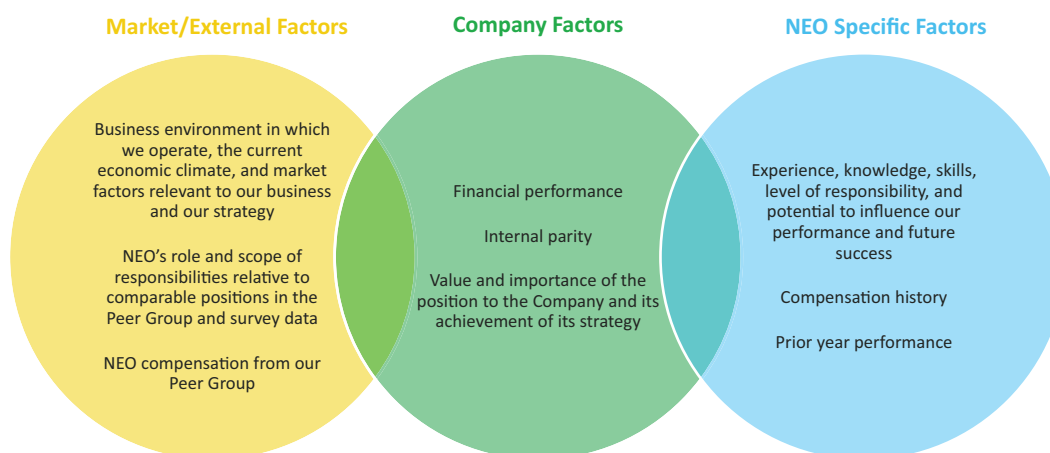 Market/External Factors
Company Factors
NEO Specific Factors
Business environment in which
we operate, the current
economic climate, and market
factors relevant to our business
and our strategy
NEO’s role and scope of
responsibilities relative to
comparable positions in the
Peer Group and survey data
NEO compensation from our
Peer Group
Financial performance
Internal parity
Value and importance of the
position to the Company and its
achievement of its strategy
Experience, knowledge, skills,
level of responsibility, and
potential to influence our
performance and future
success
Compensation history
Prior year performance